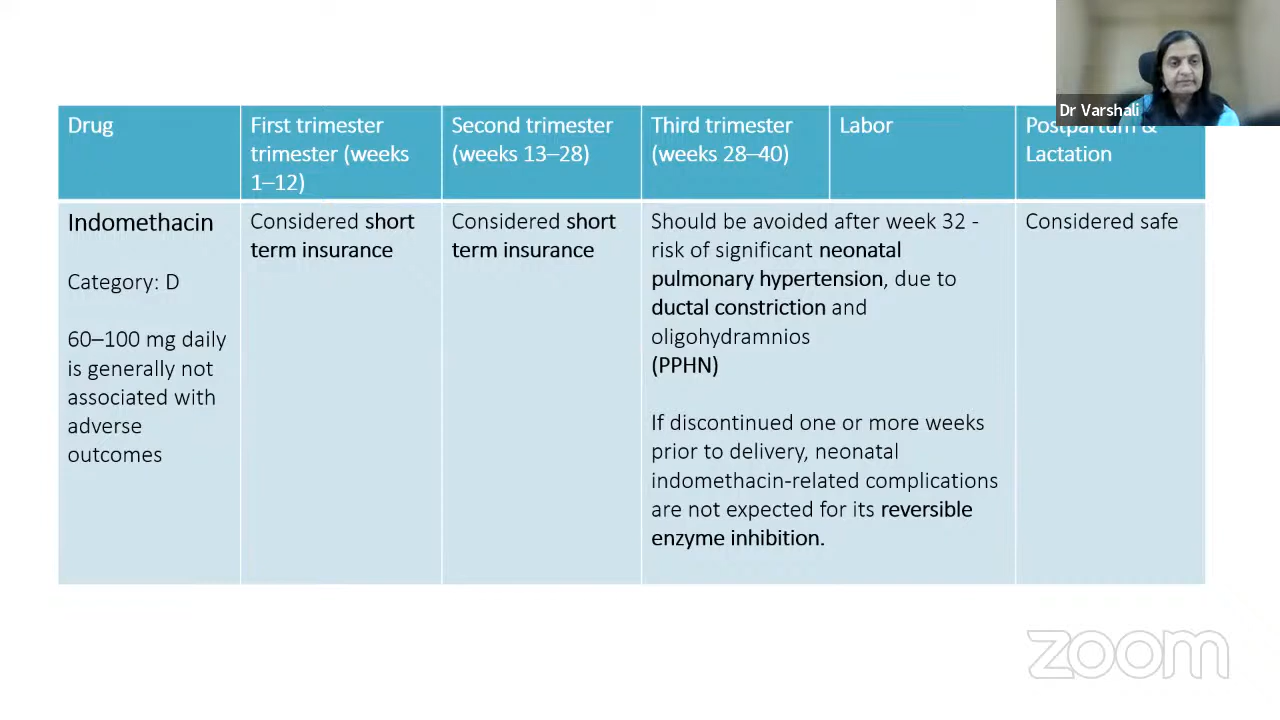 Dr Varshali
Drug
First trimester
trimester (weeks
1–12)
Second trimester
(weeks 13–28)
Third trimester
(weeks 28–40)
Labor
Postpartum &
Lactation
Indomethacin
Category: D
60–100 mg daily
is generally not
associated with
adverse
outcomes
Considered short
term insurance
Considered short
term insurance
Should be avoided after week 32 -
risk of significant neonatal
pulmonary hypertension, due to
ductal constriction and
oligohydramnios
(PPHN)
If discontinued one or more weeks
prior to delivery, neonatal
indomethacin-related complications
are not expected for its reversible
enzyme inhibition.
Considered safe
zoom